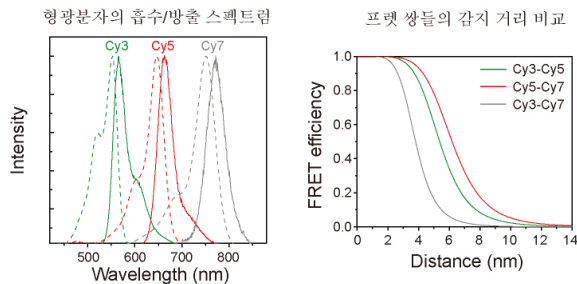 형광분자의 흡수/방출 스펙트럼
Cy3 Cy5 Cy7
Intensity
500 600 700 800
Wavelength (nm)
프렛 쌍들의 감지 거리 비교
Cy3-Cy5
Cy5-Cy7
Cy3-Cy7
FRET efficiency
1.0
0.8
0.6
0.4
0.2
0.0
0 2 4 6 8 10 12 14
Distance (nm)